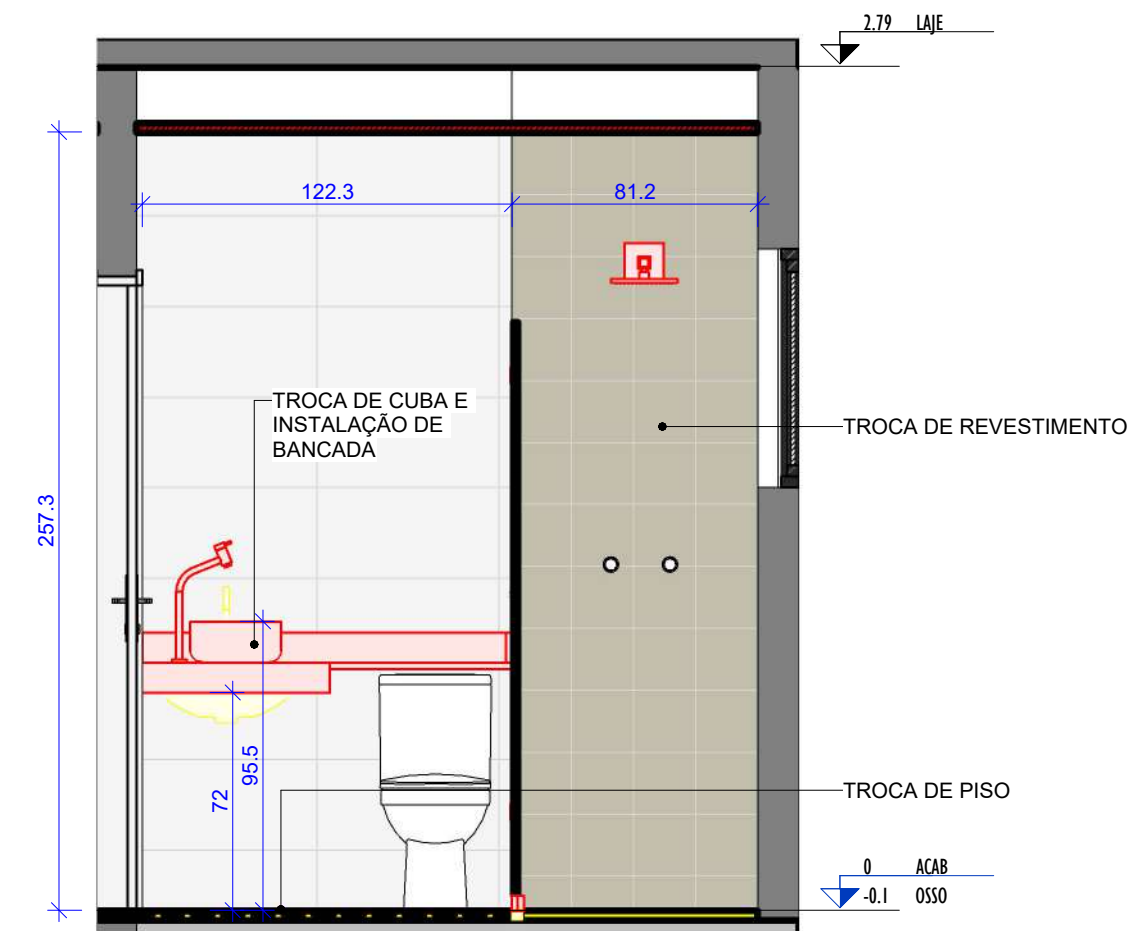 2.79 LAJE
122.3
81.2
TROCA DE CUBA E
INSTALAÇÃO DE
BANCADA
TROCA DE REVESTIMENTO
257.3
95.5
72
TROCA DE PISO
0 ACAB
-0.1 OSSO